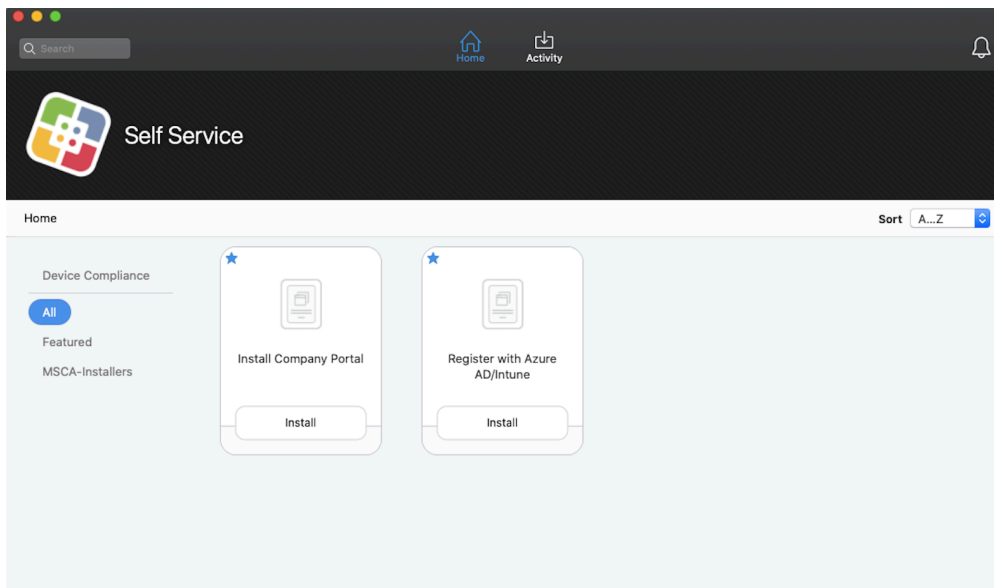 Search
Home
Activity
Self Service
Home
Sort A...Z
Device Compliance
All
Featured
MSCA-Installers
Install Company Portal
Install
Register with Azure
AD/Intune
Install